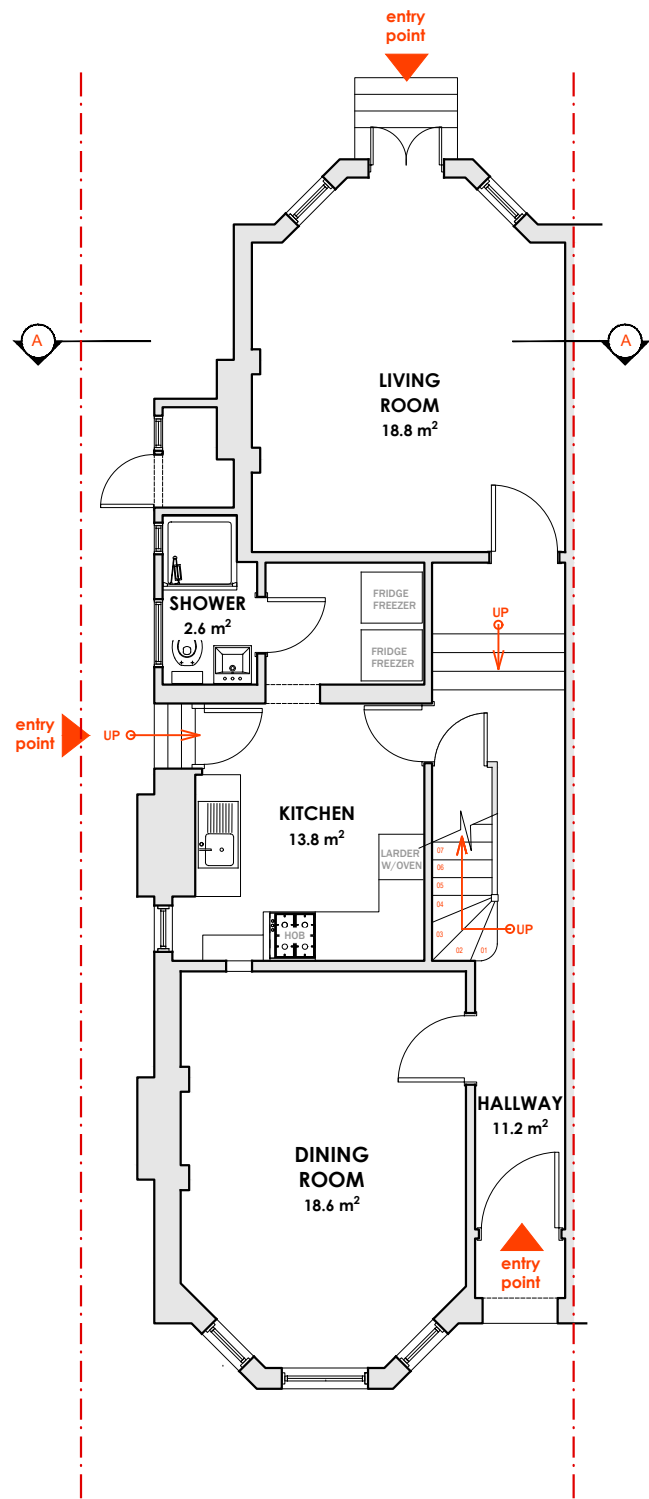 entry
point
A
A
LIVING
ROOM
18.8 m²
FRIDGE
FREEZER
SHOWER
2.6 m²
UP
FRIDGE
FREEZER
entry
point
UP
KITCHEN
13.8 m²
LARDER
W/OVEN
07
06
05
04
03
02
01
UP
HOB
HALLWAY
11.2 m²
DINING
ROOM
18.6 m²
entry
point